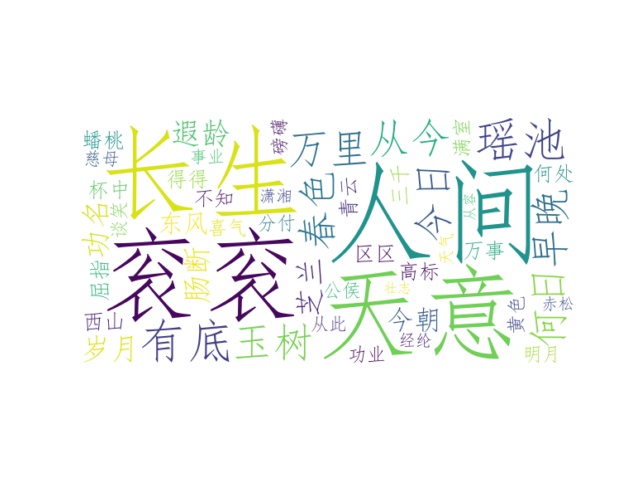 蟠桃
慈母
长生
遐龄
事业
磅礴
万里
从今
满室
瑶池
功名
谈笑
杯中
得得
不知
潇湘
青云
三千
人间
今日
从容
何处
早晚
东风
喜气
分付
春色
屈指
衮衮
肠断
芝兰
区区
高标
天气
万事
天意
公侯
壮志
何日
黄色
赤松
西山
岁月
有底
玉树
从此
今朝
功业
经纶
明月